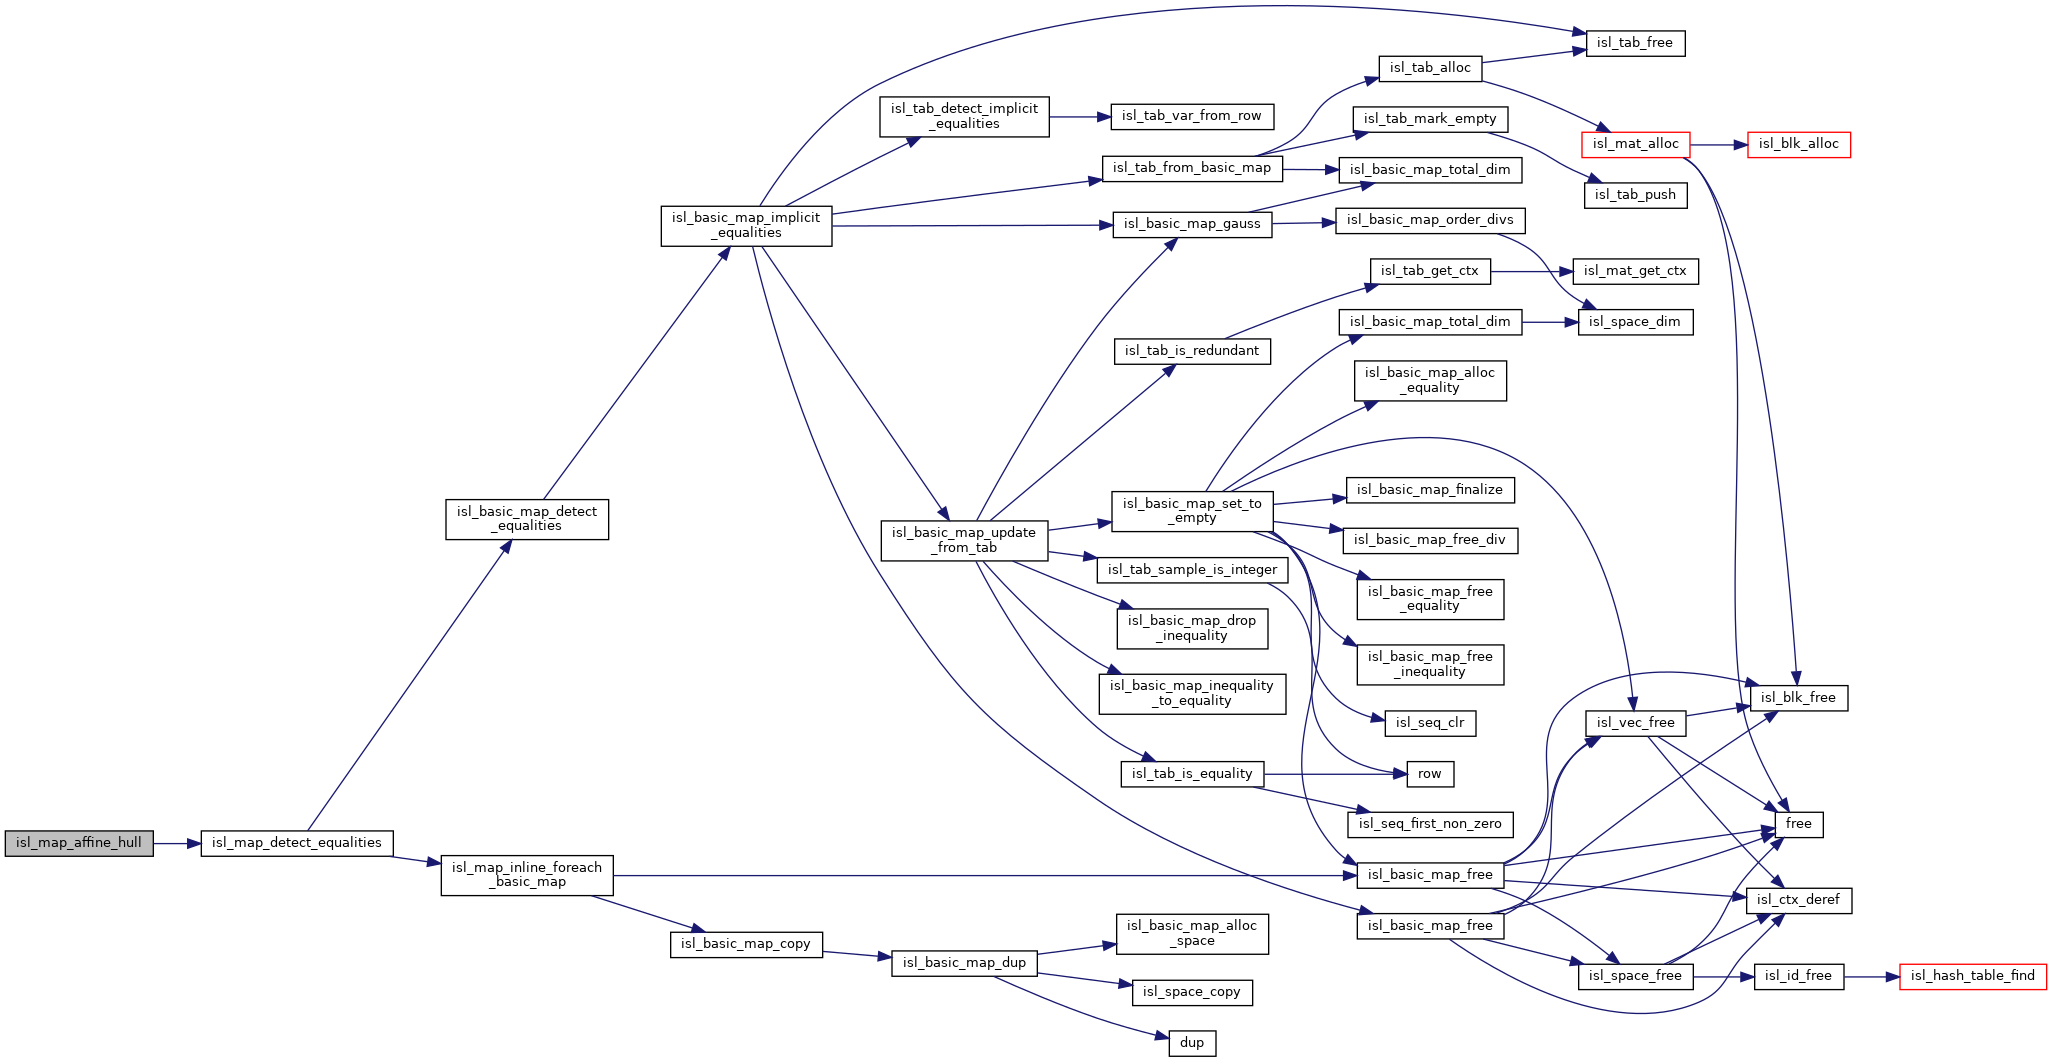 isl_map_affine_hull
isl_map_detect_equalities
isl_basic_map_detect
_equalities
isl_map_inline_foreach
_basic_map
isl_basic_map_implicit
_equalities
isl_basic_map_copy
isl_tab_detect_implicit
_equalities
isl_basic_map_update
_from_tab
isl_basic_map_dup
isl_tab_var_from_row
isl_tab_from_basic_map
isl_basic_map_gauss
isl_tab_is_redundant
isl_basic_map_set_to
_empty
isl_tab_sample_is_integer
isl_basic_map_drop
_inequality
isl_basic_map_inequality
_to_equality
isl_tab_is_equality
isl_basic_map_alloc
_space
isl_space_copy
dup
isl_tab_alloc
isl_tab_mark_empty
isl_basic_map_total_dim
isl_basic_map_order_divs
isl_tab_get_ctx
isl_basic_map_total_dim
isl_basic_map_alloc
_equality
isl_basic_map_finalize
isl_basic_map_free_div
isl_basic_map_free
_equality
isl_basic_map_free
_inequality
isl_seq_clr
row
isl_seq_first_non_zero
isl_basic_map_free
isl_basic_map_free
isl_tab_free
isl_mat_alloc
isl_tab_push
isl_mat_get_ctx
isl_space_dim
isl_vec_free
isl_space_free
isl_blk_alloc
isl_blk_free
free
isl_ctx_deref
isl_id_free
isl_hash_table_find